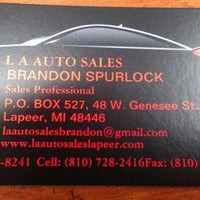 L A AUTO SALES
BRANDON SPURLOCK
Sales Professional
P.O. BOX 527, 48 W. Genesee St.
Lapeer, MI 48446
laautosalesbrandon@gmail.com
www.laautosaleslapeer.com
-8241 Cell: (810) 728-2416Fax: (810)